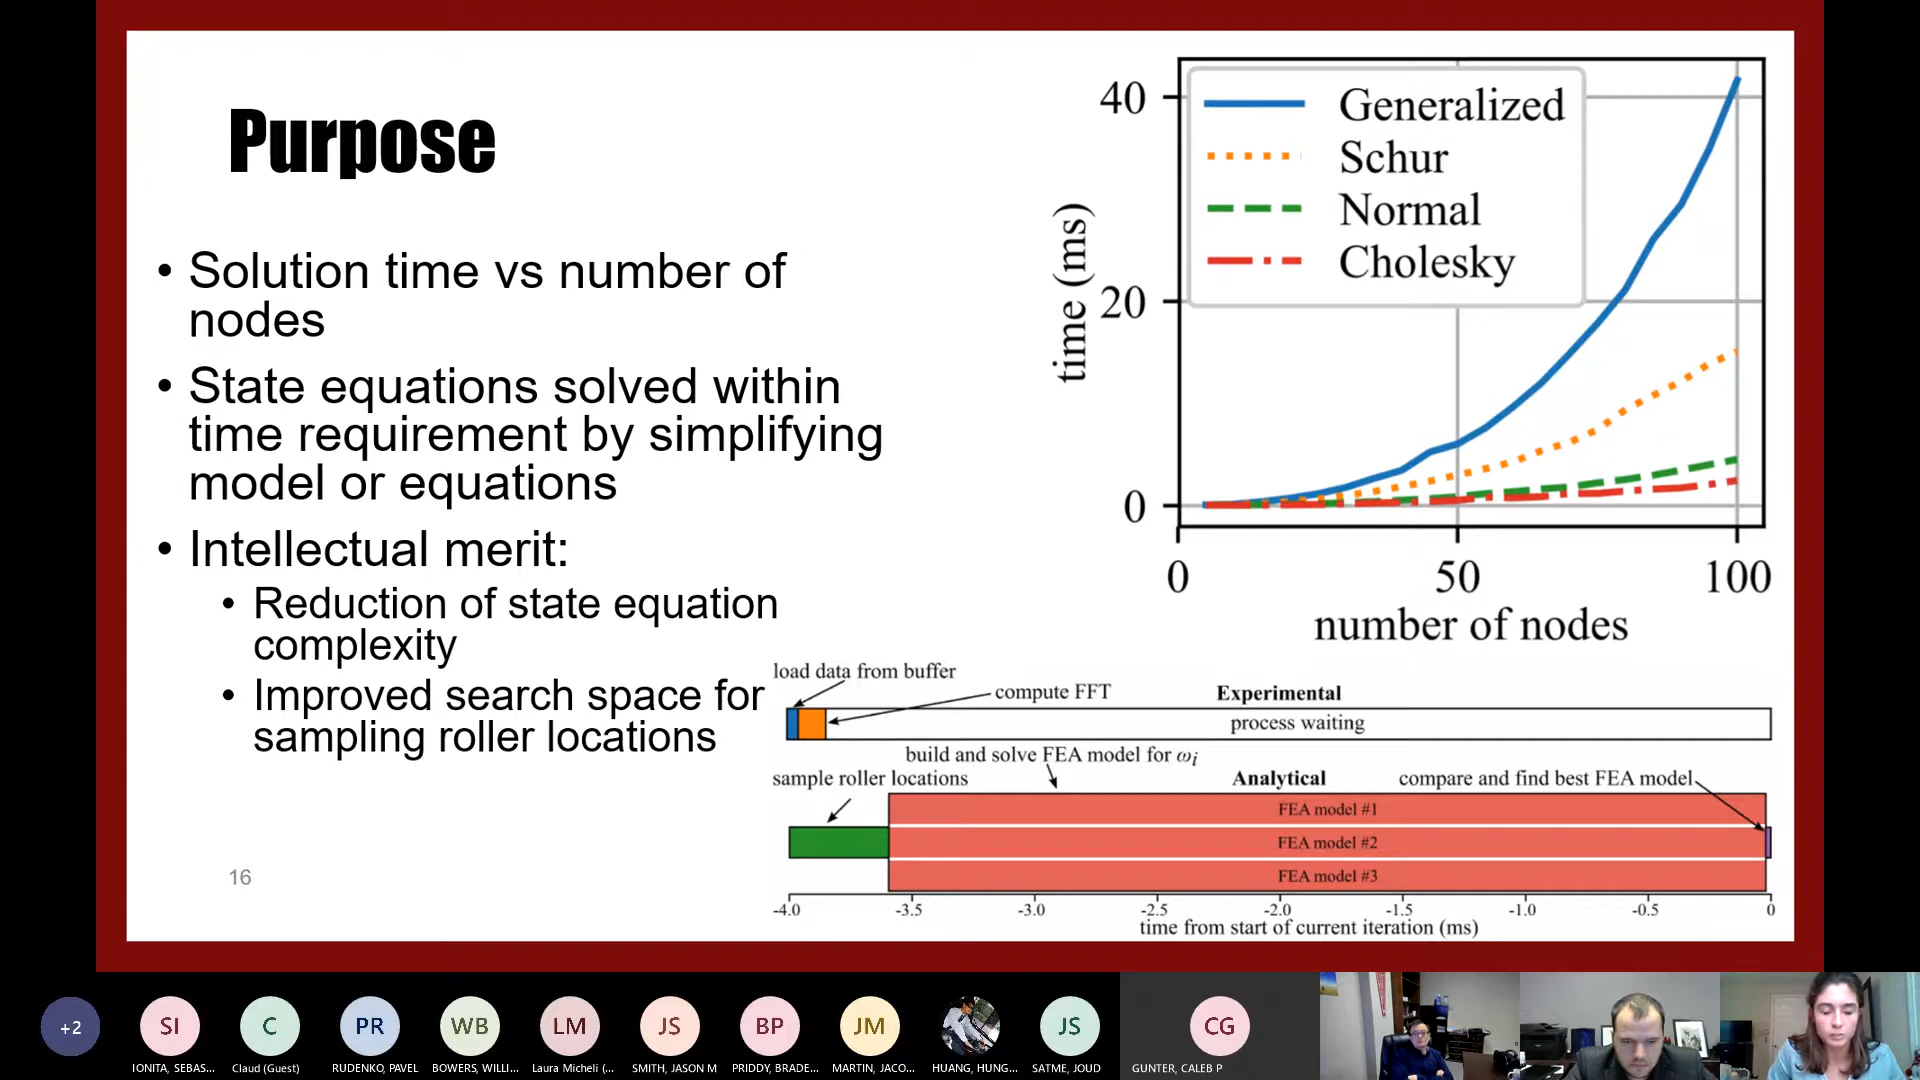 Purpose
• Solution time vs number of
nodes
• State equations solved within
time requirement by simplifying
model or equations
• Intellectual merit:
• Reduction of state equation
complexity
• Improved search space for
sampling roller locations
16
40
20
0
time (ms)
Generalized
Schur
Normal
Cholesky
0 50 100
number of nodes
load data from buffer
compute FFT
Experimental
process waiting
build and solve FEA model for ωi
sample roller locations
Analytical
compare and find best FEA model
FEA model #1
FEA model #2
FEA model #3
-4.0 -3.5 -3.0 -2.5 -2.0 -1.5 -1.0 -0.5 0
time from start of current iteration (ms)
+2
SI
IONITA, SEBAS...
C
Claud (Guest)
PR
RUDENKO, PAVEL
WB
BOWERS, WILLI...
LM
Laura Micheli (...
JS
SMITH, JASON M
BP
PRIDDY, BRADE...
JM
MARTIN, JACO...
HUANG, HUNG...
JS
SATME, JOUD
CG
GUNTER, CALEB P